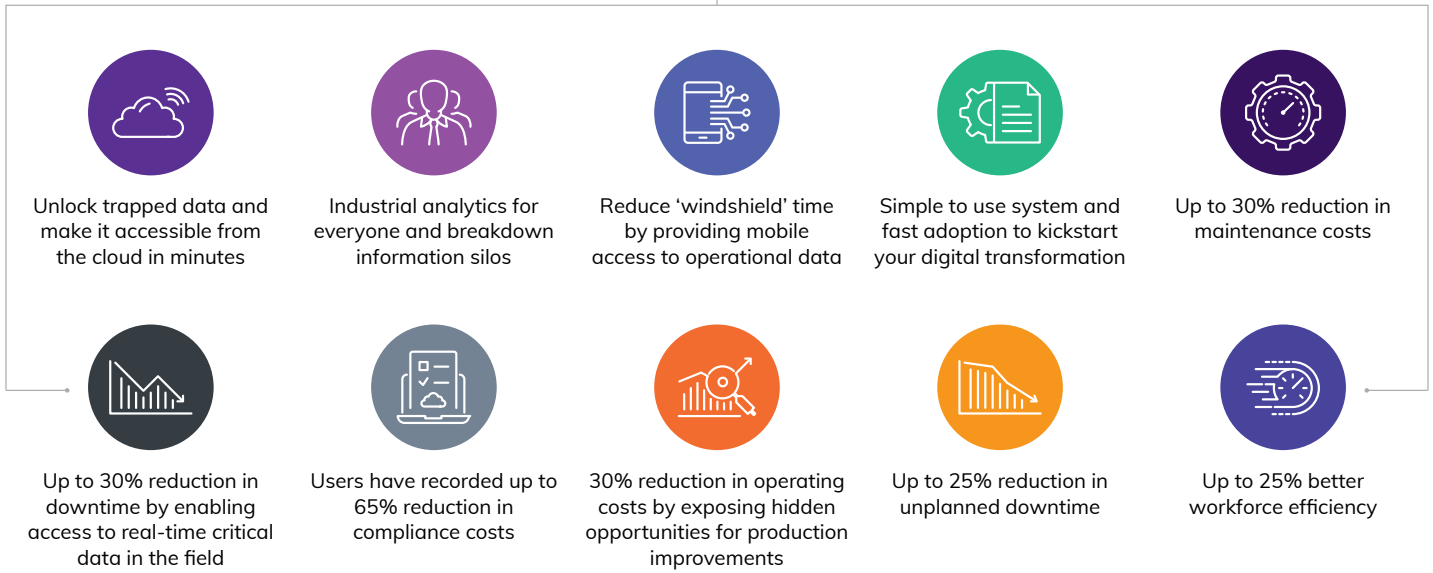 Unlock trapped data and
make it accessible from
the cloud in minutes
Industrial analytics for
everyone and breakdown
information silos
Reduce ‘windshield’ time
by providing mobile
access to operational data
Simple to use system and
fast adoption to kickstart
your digital transformation
Up to 30% reduction in
maintenance costs
Up to 30% reduction in
downtime by enabling
access to real-time critical
data in the field
Users have recorded up to
65% reduction in
compliance costs
30% reduction in operating
costs by exposing hidden
opportunities for production
improvements
Up to 25% reduction in
unplanned downtime
Up to 25% better
workforce efficiency